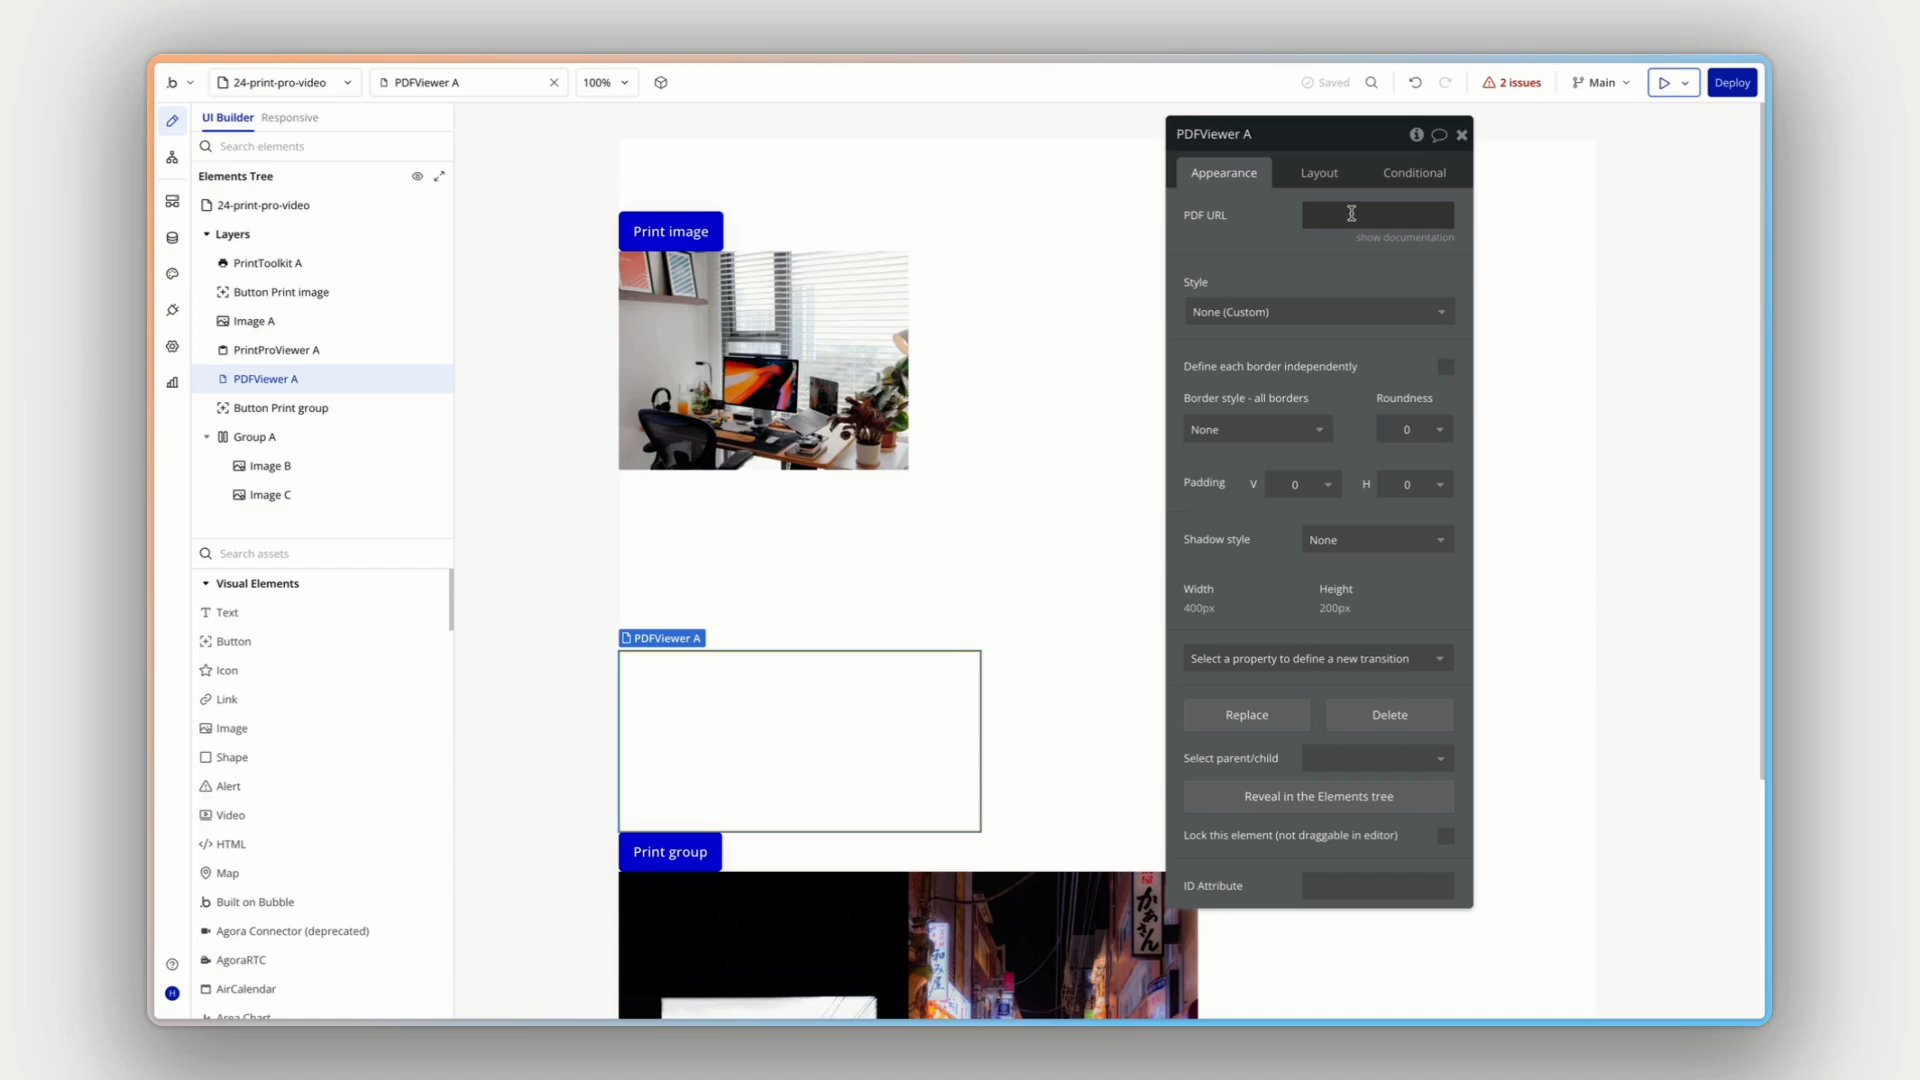 24-print-pro-video
PDFViewer A
100%
Saved
2 issues
Main
Deploy
UI Builder
Responsive
Search elements
Elements Tree
24-print-pro-video
Layers
PrintToolkit A
Button Print image
Image A
PrintProViewer A
PDFViewer A
Button Print group
Group A
Image B
Image C
Search assets
Visual Elements
Text
Button
Icon
Link
Image
Shape
Alert
Video
HTML
Map
Built on Bubble
Agora Connector (deprecated)
AgoraRTC
AirCalendar
Area Chart
H
Print image
PDFViewer A
Print group
PDFViewer A
Appearance
Layout
Conditional
PDF URL
show documentation
Style
None (Custom)
Define each border independently
Border style - all borders
Roundness
None
0
Padding
V
0
H
0
Shadow style
None
Width
Height
400px
200px
Select a property to define a new transition
Replace
Delete
Select parent/child
Reveal in the Elements tree
Lock this element (not draggable in editor)
ID Attribute